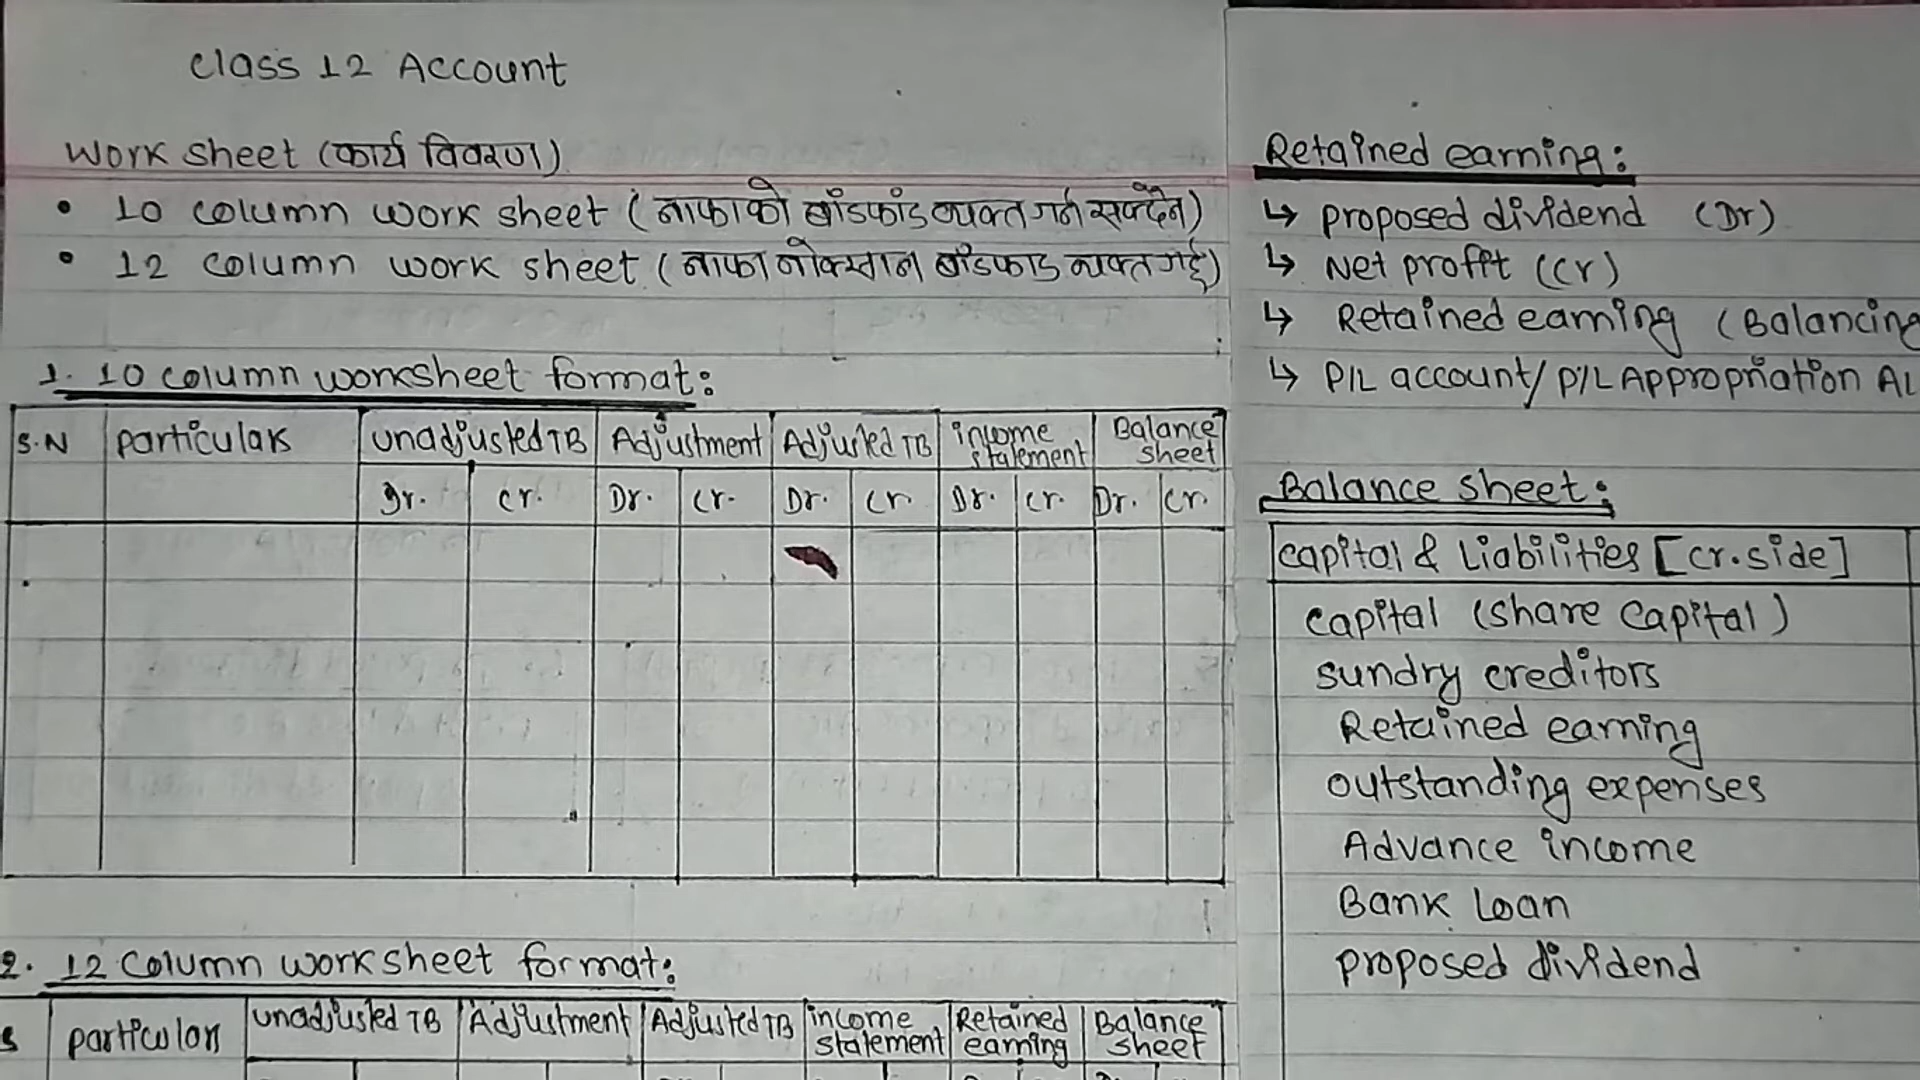 Class 12 Account
Work sheet (कार्य विवरण)
• 10 column work sheet (नाफाको बाँडफाँड व्यक्त गर्न सक्दैन)
• 12 column work sheet (नाफा नोक्सान बाँडफाड व्यक्त गर्दु)
1. 10 column worksheet format:
S.N particulars unadjusted TB Adjustment Adjusted TB income statement Balance sheet
Dr. cr. Dr. cr. Dr. cr. Dr. cr. Dr. cr.
2. 12 column worksheet format:
S particulars unadjusted TB Adjustment Adjusted TB income statement Retained earning Balance sheet
Retained earning:
↳ proposed dividend (Dr)
↳ Net profit (cr)
↳ Retained earning (Balancing
↳ P/L account/ P/L Appropriation A
Balance sheet:
capital & Liabilities [cr.side]
capital (share capital)
sundry creditors
Retained earning
outstanding expenses
Advance income
Bank Loan
proposed dividend